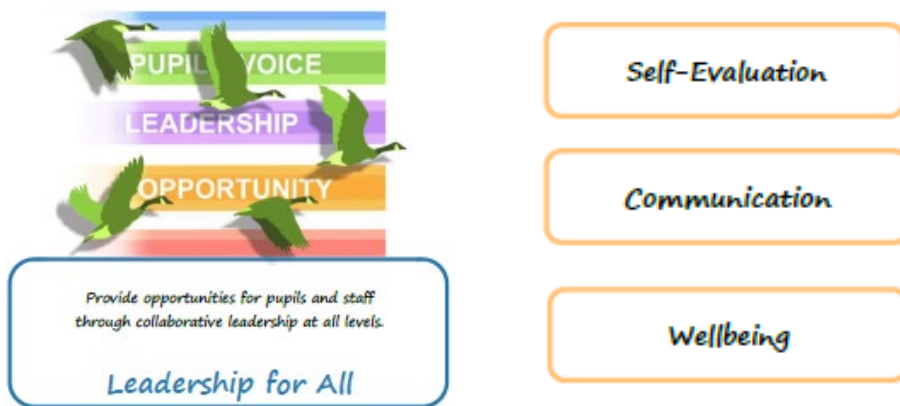 PUPIL VOICE
LEADERSHIP
OPPORTUNITY
Provide opportunities for pupils and staff
through collaborative leadership at all levels.
Leadership for All
Self-Evaluation
Communication
Wellbeing